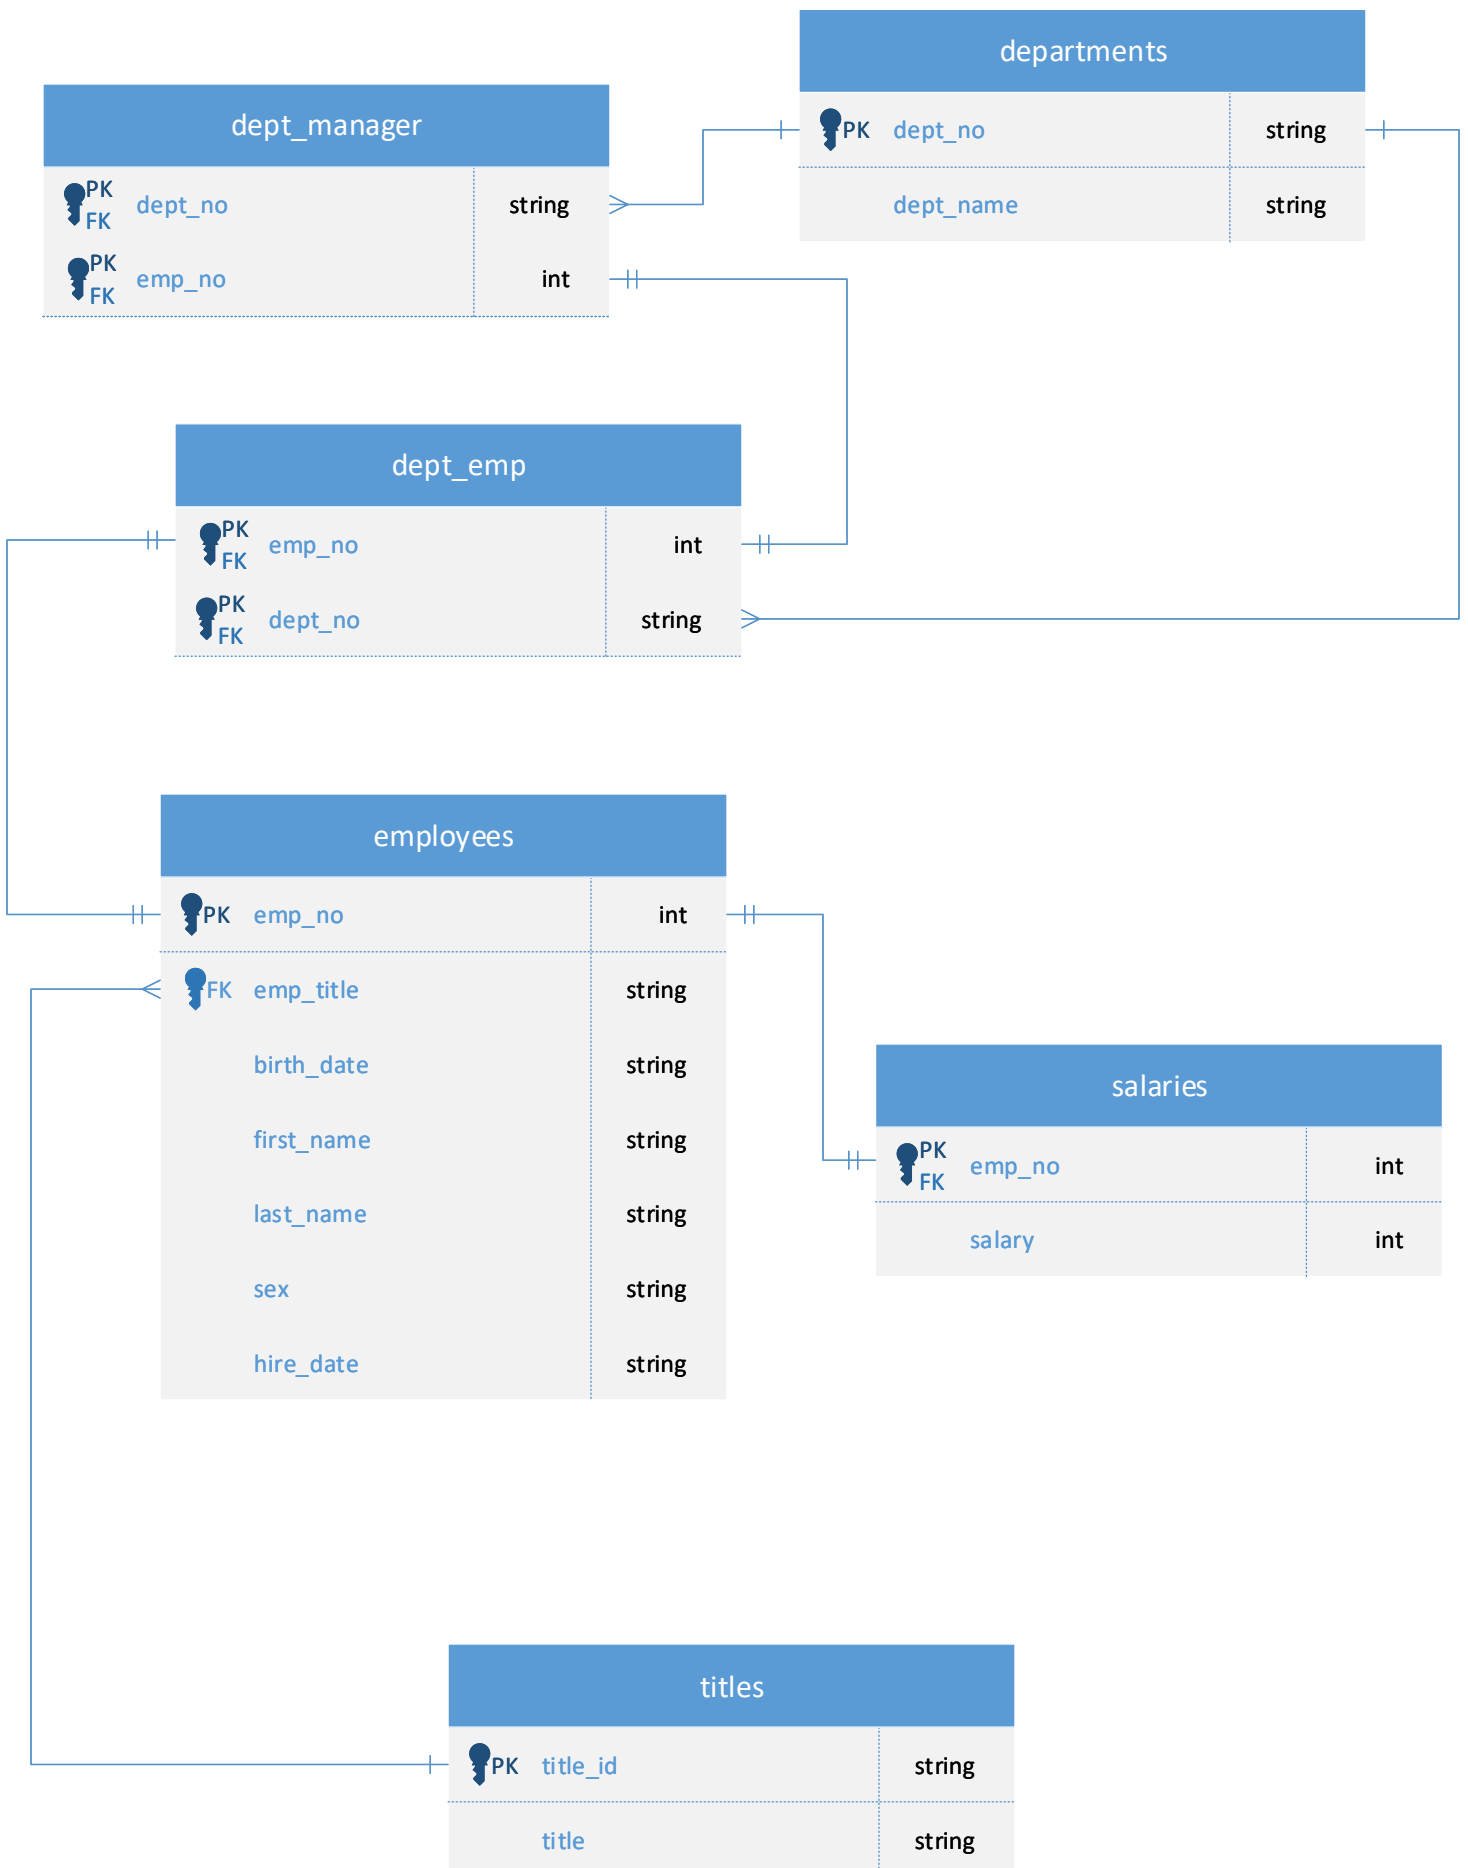 departments
PK dept_no string
dept_name string
dept_manager
PK
FK dept_no string
PK
FK emp_no int
dept_emp
PK
FK emp_no int
PK
FK dept_no string
employees
PK emp_no int
FK emp_title string
birth_date string
first_name string
last_name string
sex string
hire_date string
salaries
PK
FK emp_no int
salary int
titles
PK title_id string
title string